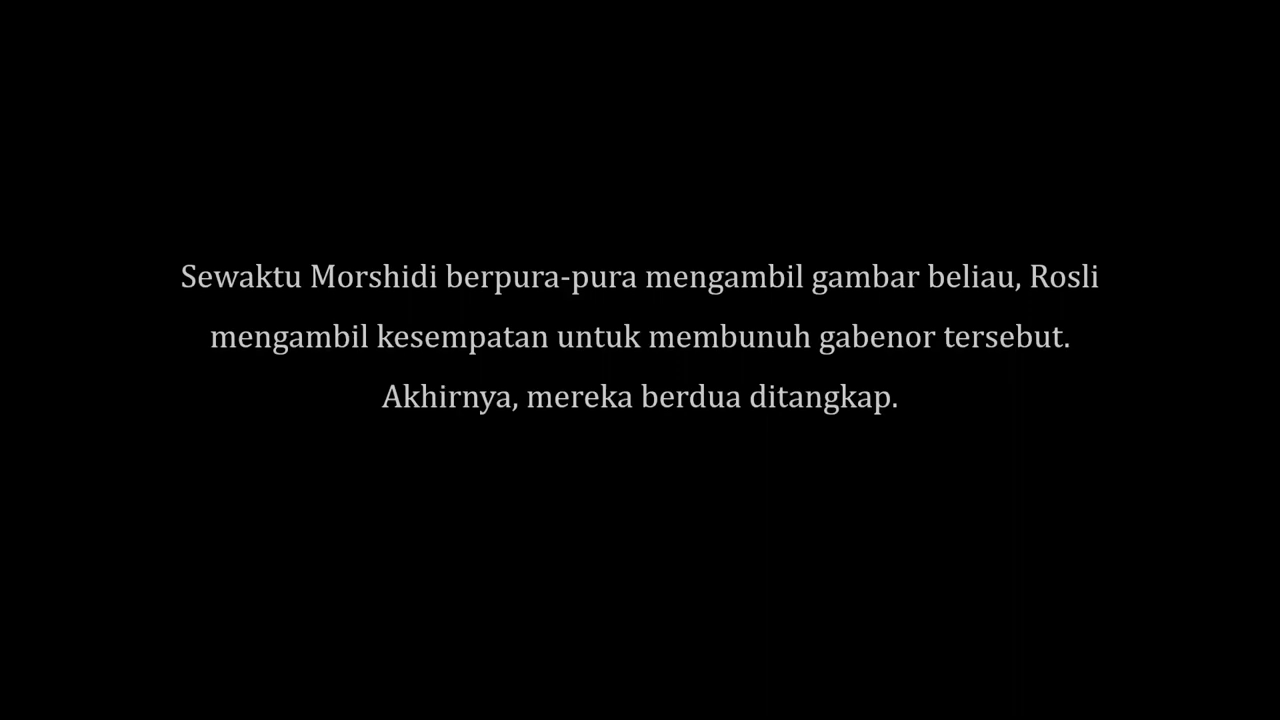 Sewaktu Morshidi berpura-pura mengambil gambar beliau, Rosli
mengambil kesempatan untuk membunuh gabenor tersebut.
Akhirnya, mereka berdua ditangkap.